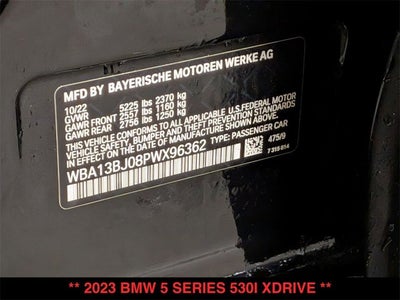 MFD BY BAYERISCHE MOTOREN WERKE AG
10/22
GVWR 5225 lbs 2370 kg
GAWR FRONT 2557 lbs 1160 kg
GAWR REAR 2756 lbs 1250 kg
THIS VEHICLE CONFORMS TO ALL APPLICABLE U.S.FEDERAL MOTOR
VEHICLE SAFETY, BUMPER, AND THEFT PREVENTION STANDARDS
IN EFFECT ON THE DATE OF MANUFACTURE SHOWN ABOVE.
WBA13BJ08PWX96362 TYPE: PASSENGER CAR
475/9
7 319 614
** 2023 BMW 5 SERIES 530I XDRIVE **